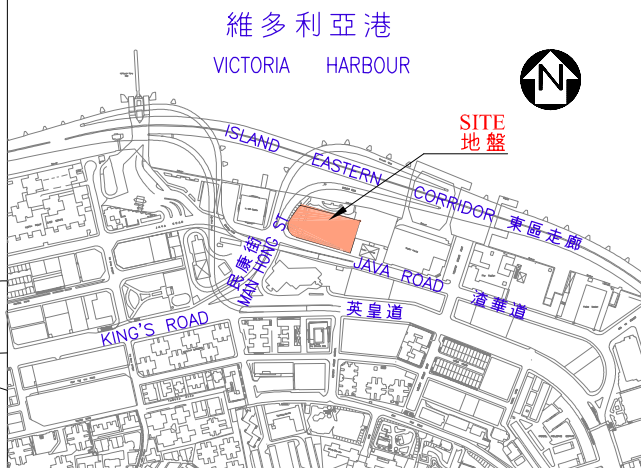 維多利亞港
VICTORIA HARBOUR
N
SITE
地盤
ISLAND EASTERN CORRIDOR 東區走廊
民康街
MAN HONG ST
JAVA ROAD
渣華道
英皇道
KING'S ROAD